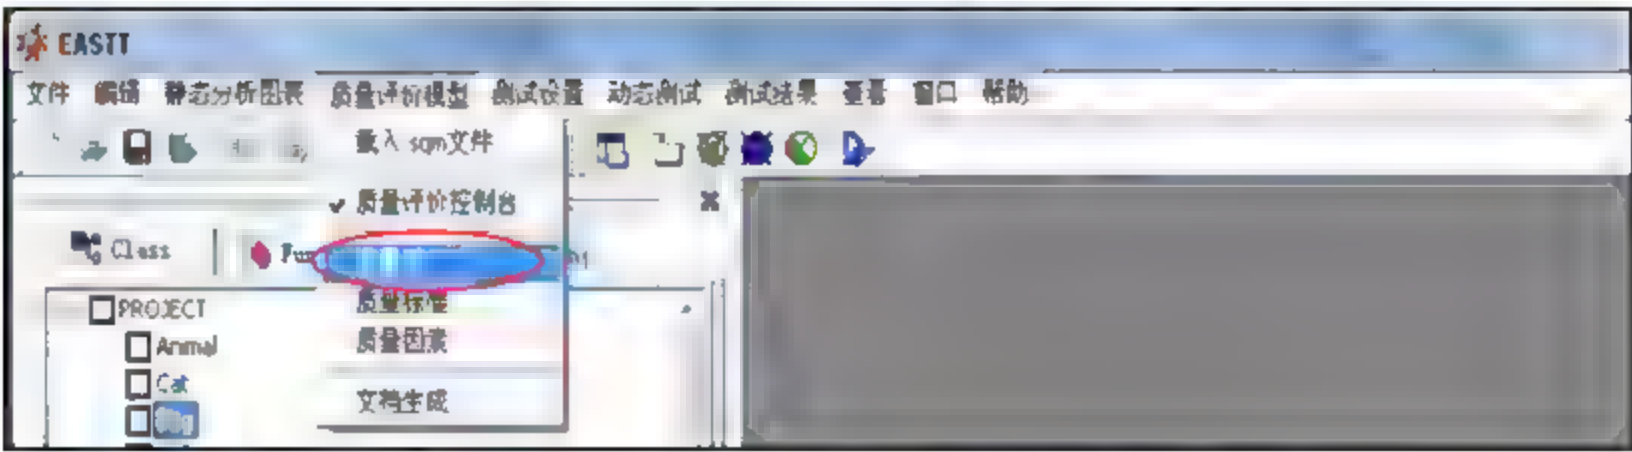 EASTT
文件 编辑 静态分析图表 质量评价模型 测试设置 动态测试 测试结果 查看 窗口 帮助
载入 sqm文件
质量评价控制台
Class
质量标准
PROJECT
质量因素
Animal
Cat
文档生成
Dog